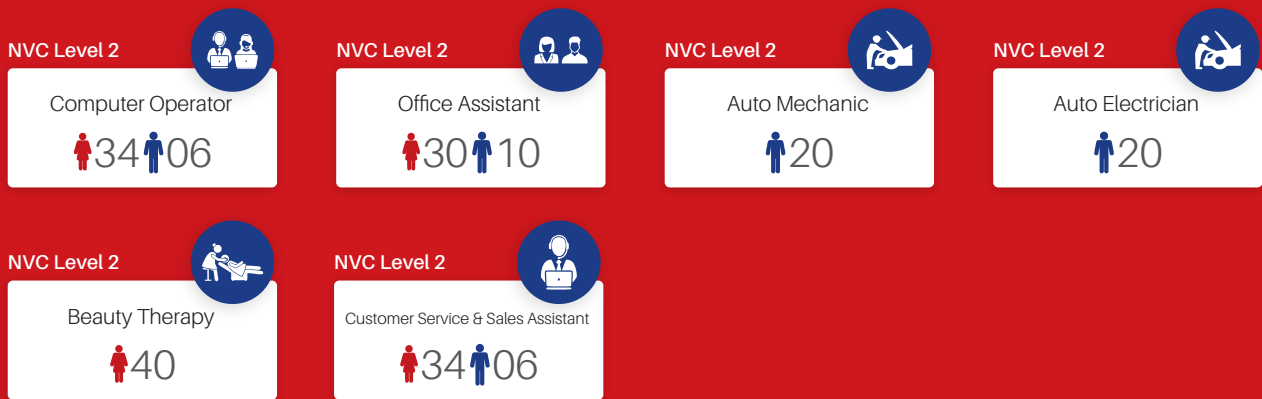 NVC Level 2
Computer Operator
34 06
NVC Level 2
Office Assistant
30 10
NVC Level 2
Auto Mechanic
20
NVC Level 2
Auto Electrician
20
NVC Level 2
Beauty Therapy
40
NVC Level 2
Customer Service & Sales Assistant
34 06